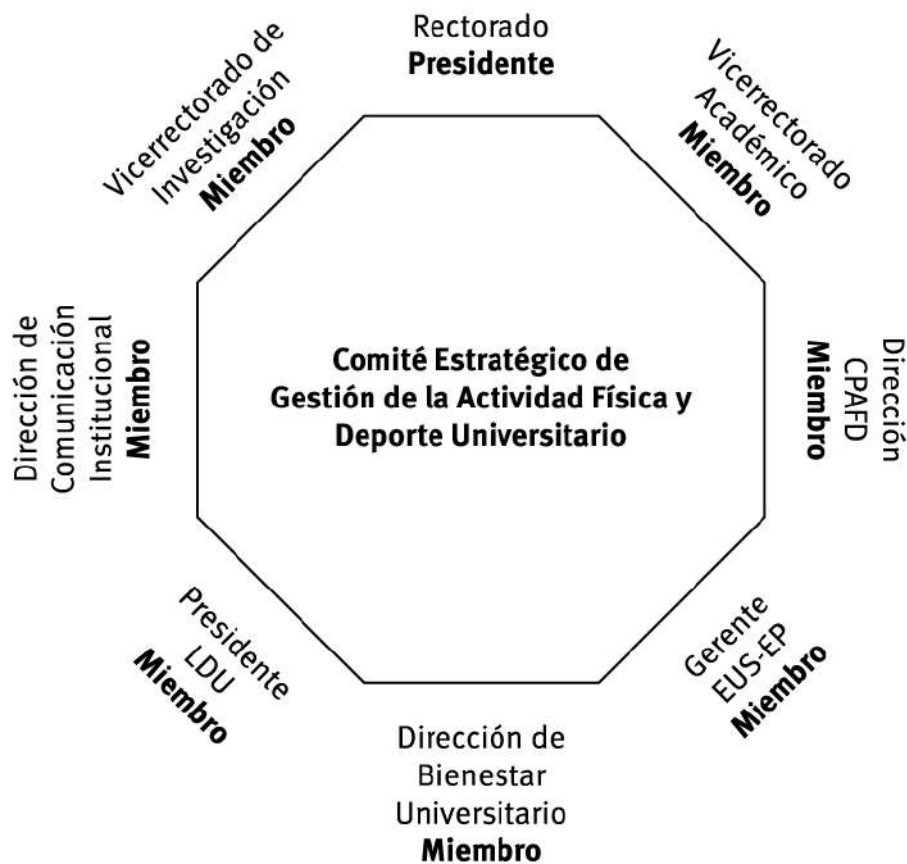 Rectorado
Presidente
Vicerrectorado
Académico
Miembro
Dirección
CPAFD
Miembro
Gerente
EUS-EP
Miembro
Dirección de
Bienestar
Universitario
Miembro
Presidente
LDU
Miembro
Dirección de
Comunicación
Institucional
Miembro
Vicerrectorado de
Investigación
Miembro
Comité Estratégico de
Gestión de la Actividad Física y
Deporte Universitario